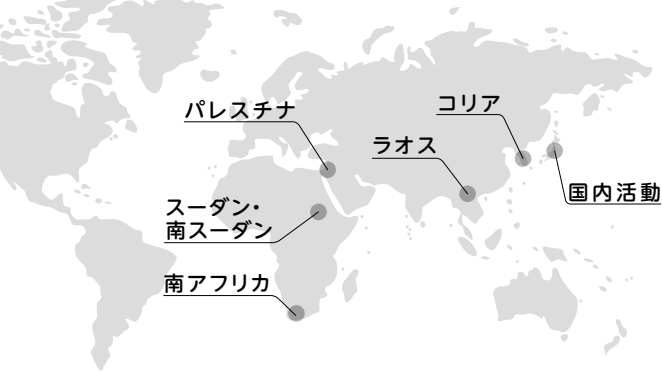 コリア
パレスチナ
ラオス
国内活動
スーダン・
南スーダン
南アフリカ